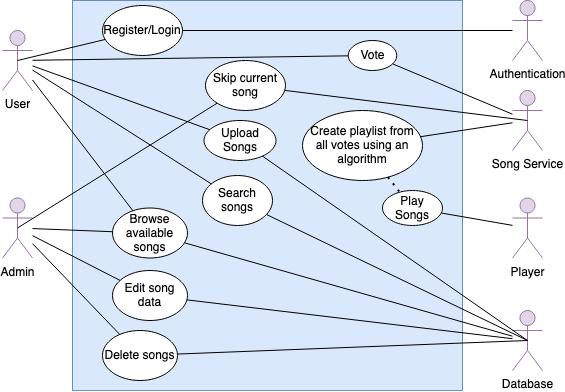 Register/Login
Vote
Authentication
User
Skip current
song
Upload
Songs
Create playlist from
all votes using an
algorithm
Song Service
Search
songs
Play
Songs
Browse
available
songs
Admin
Player
Edit song
data
Delete songs
Database